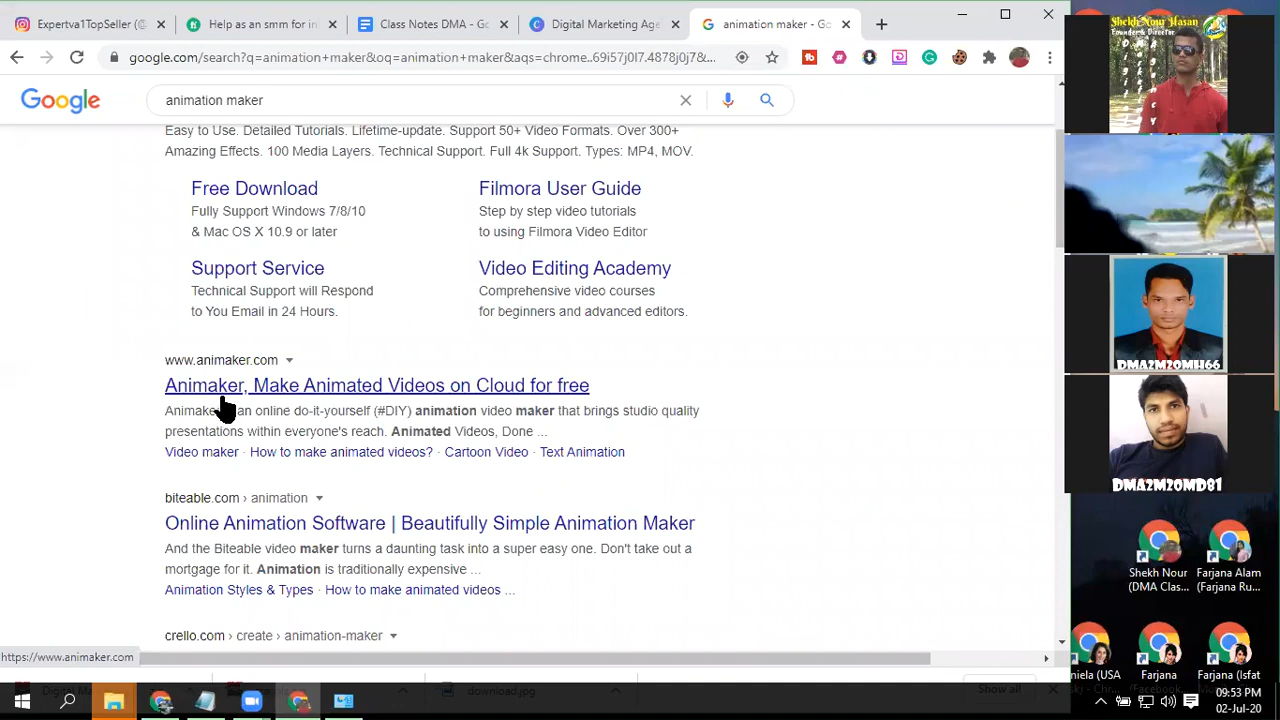 Expertva1TopSeller (@
Help as an smm for in
Class Notes DMA - Go
Digital Marketing Age
animation maker - Go
google.com/search?q=animation+maker&oq=animation+maker&aqs=chrome..69i57j0l7.4878j0j7&...
Google
animation maker
Easy to Use. Detailed Tutorials. Lifetime-update. Support 50+ Video Formats. Over 300+
Amazing Effects. 100 Media Layers. Technical Support. Full 4k Support. Types: MP4, MOV.
Free Download
Fully Support Windows 7/8/10
& Mac OS X 10.9 or later
Filmora User Guide
Step by step video tutorials
to using Filmora Video Editor
Support Service
Technical Support will Respond
to You Email in 24 Hours.
Video Editing Academy
Comprehensive video courses
for beginners and advanced editors.
www.animaker.com
Animaker, Make Animated Videos on Cloud for free
Animake an online do-it-yourself (#DIY) animation video maker that brings studio quality
presentations within everyone's reach. Animated Videos, Done ...
Video maker · How to make animated videos? · Cartoon Video · Text Animation
biteable.com › animation
Online Animation Software | Beautifully Simple Animation Maker
And the Biteable video maker turns a daunting task into a super easy one. Don't take out a
mortgage for it. Animation is traditionally expensive ...
Animation Styles & Types · How to make animated videos ...
crello.com › create › animation-maker
https://www.animaker.com
download.jpg
Show all
Shekh Nour Hasan
Founder & Director
DMA2M20MH66
DMA2M20MD81
Shekh Nour
(DMA Clas...
Farjana Alam
(Farjana Ru...
niela (USA
Farjana
(Facebook
Farjana (Isfat
09:53 PM
02-Jul-20